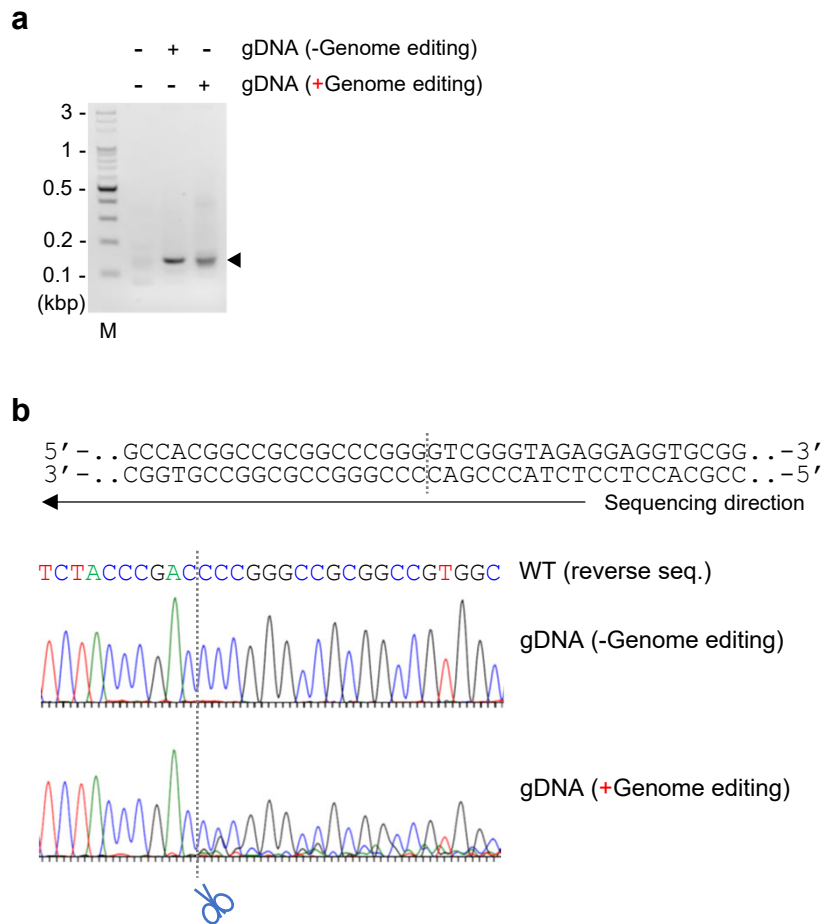 a
- + - gDNA (-Genome editing)
- - + gDNA (+Genome editing)
3 -
1 -
0.5 -
0.2 -
0.1 -
(kbp)
M
b
5′-..GCCACGGCCGCGGCCCGGGGTCGGGTAGAGGAGGTGCGG..-3′
3′-..CGGTGCCGGCGCCGGGCCCCAGCCCATCTCCTCCACGCC..-5′
Sequencing direction
TCTACCCGACCCCGGGCCGCGGCCGTGGC WT (reverse seq.)
gDNA (-Genome editing)
gDNA (+Genome editing)